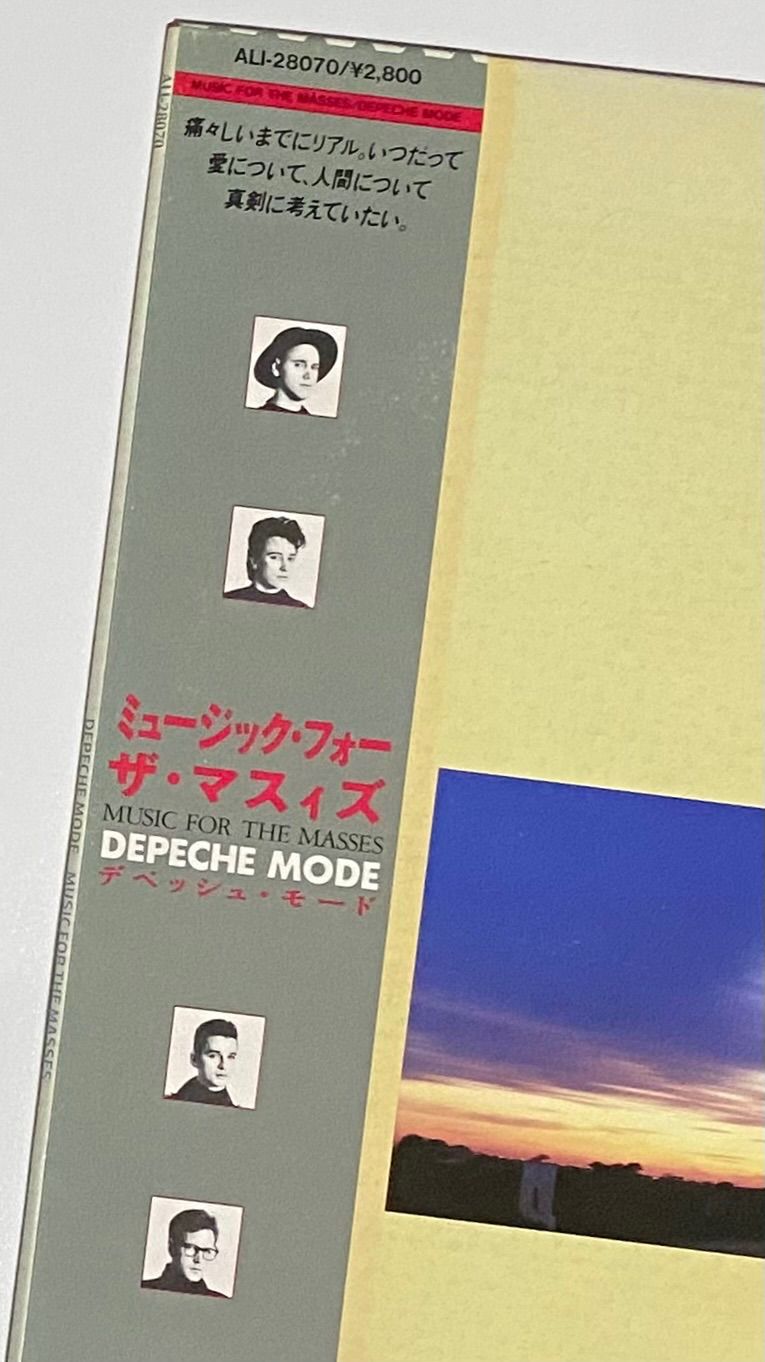 ALI-28070/¥2,800
MUSIC FOR THE MASSES/DEPECHE MODE
痛々しいまでにリアル。いつだって
愛について、人間について
真剣に考えていたい。
ミュージック・フォー
ザ・マスィズ
MUSIC FOR THE MASSES
DEPECHE MODE
デペッシュ・モード
ALI-28070
DEPECHE MODE MUSIC FOR THE MASSES